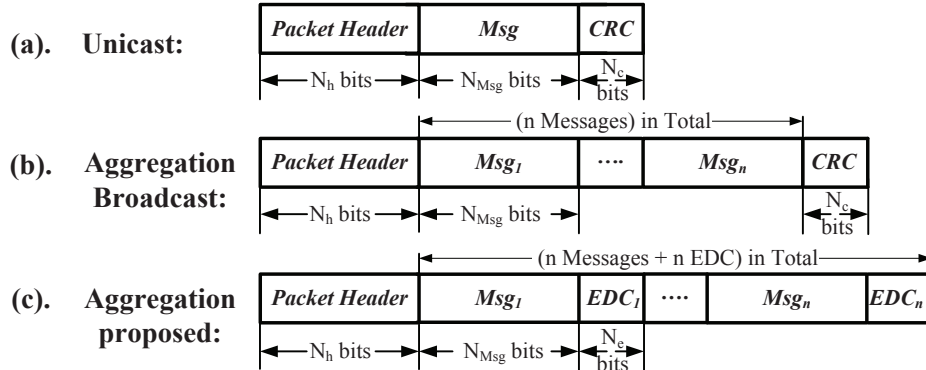 (a). Unicast: Packet Header Msg CRC
N_h bits N_Msg bits N_c bits
(n Messages) in Total
(b). Aggregation Broadcast: Packet Header Msg_1 .... Msg_n CRC
N_h bits N_Msg bits N_c bits
(n Messages + n EDC) in Total
(c). Aggregation proposed: Packet Header Msg_1 EDC_1 .... Msg_n EDC_n
N_h bits N_Msg bits N_e bits